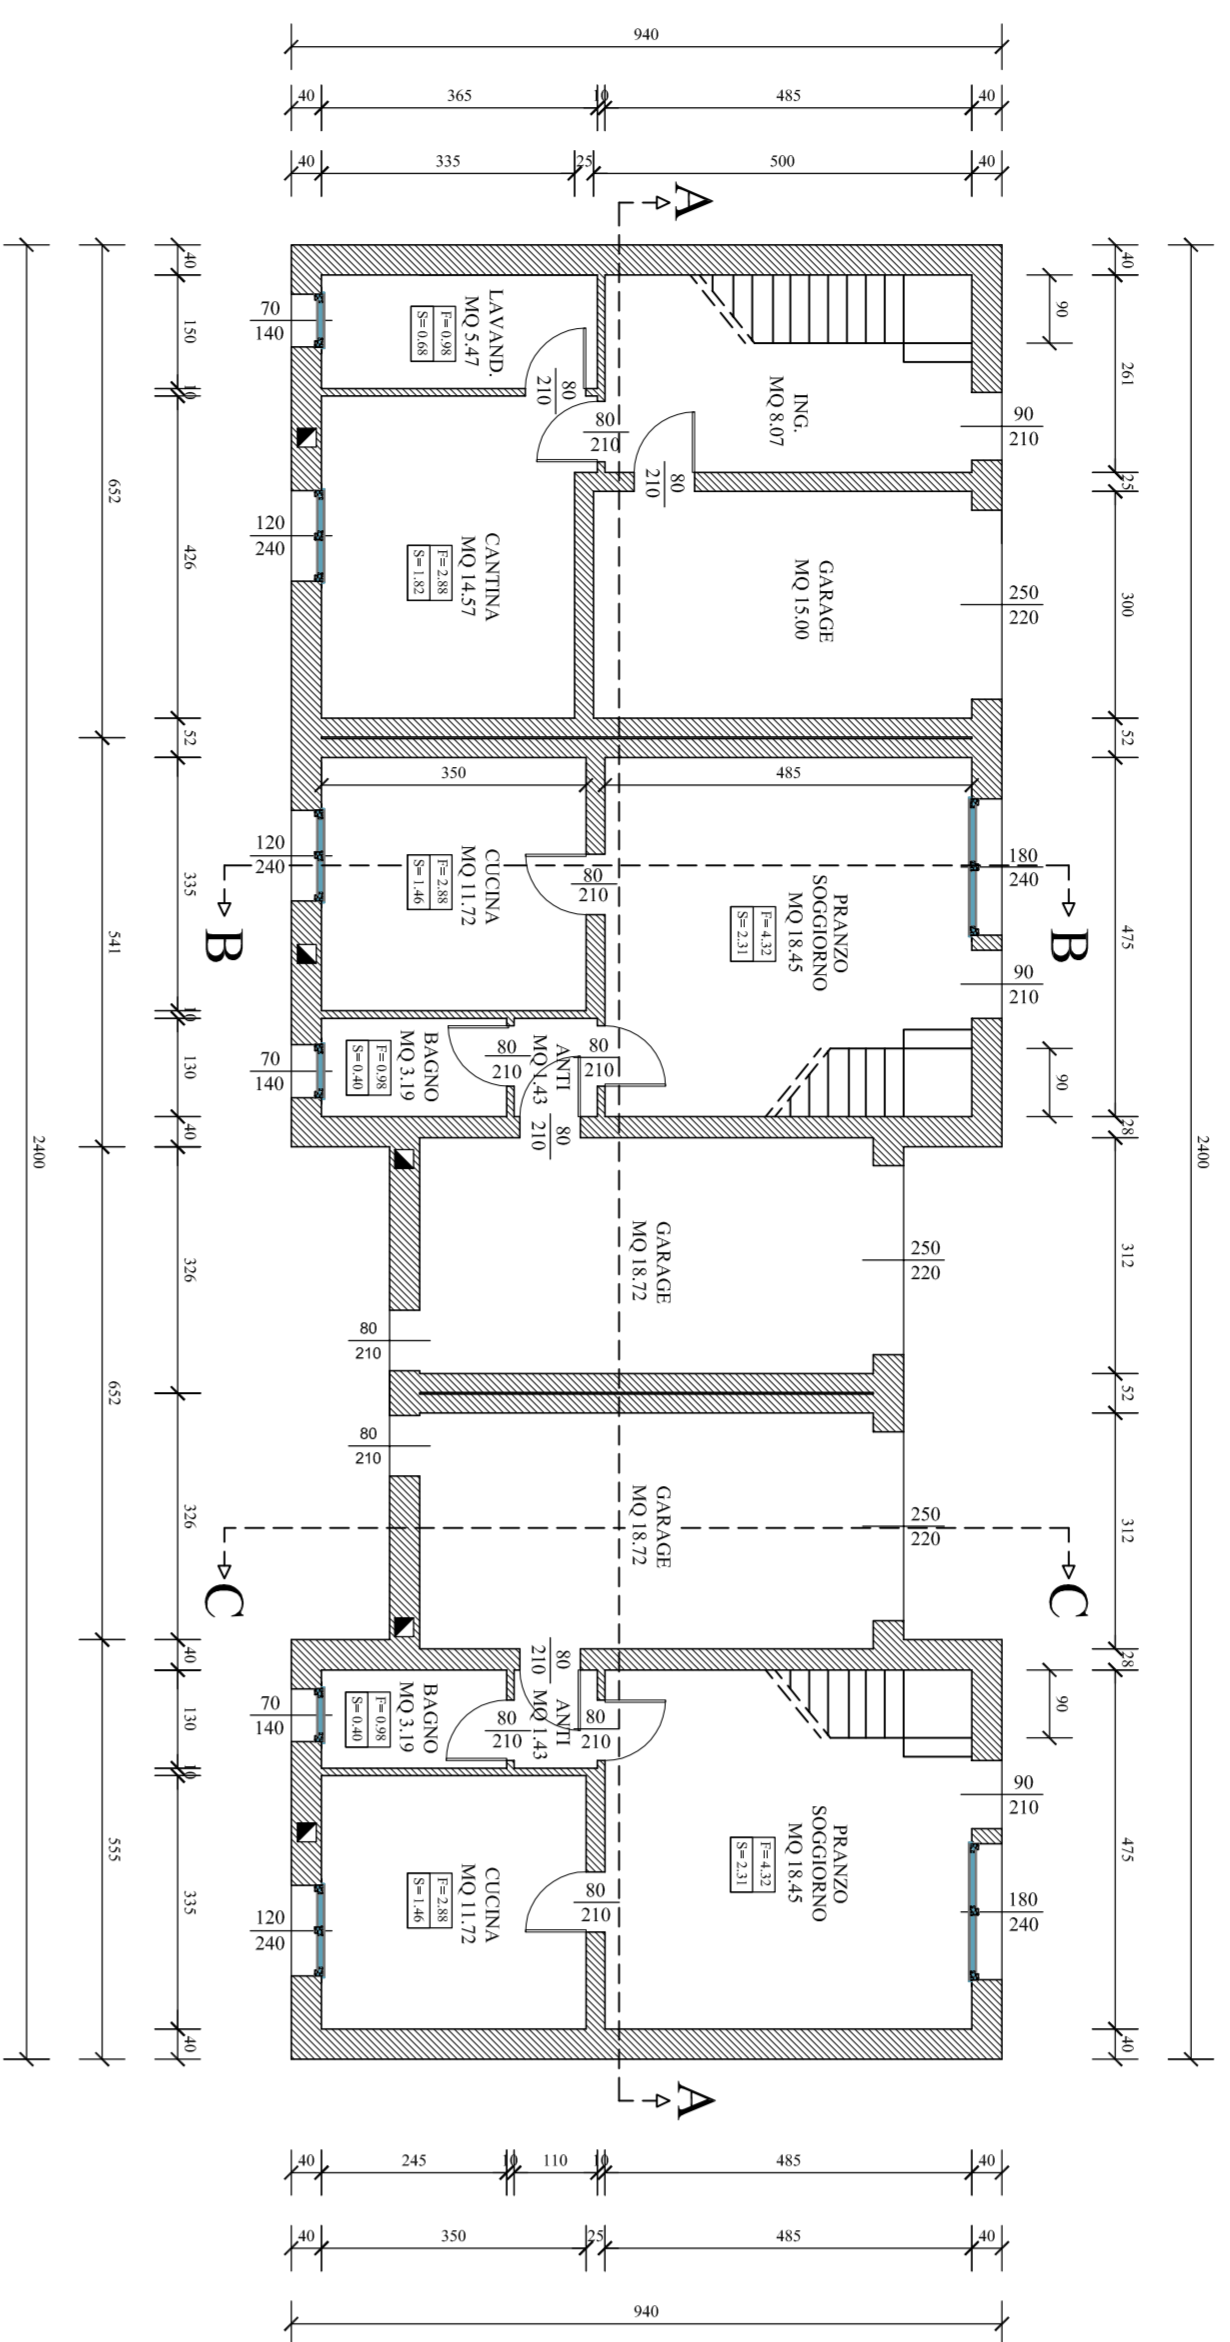 940
40
365
10
485
40
40
335
25
500
40
A
40
150
10
426
52
335
10
130
40
326
326
40
130
10
335
40
652
541
652
555
2400
40
261
25
300
52
475
28
312
52
312
28
475
40
2400
90
90
90
70
140
LAVAND.
MQ 5.47
F= 0.98
S= 0.68
80
210
80
210
80
210
ING.
MQ 8.07
90
210
120
240
CANTINA
MQ 14.57
F= 2.88
S= 1.82
GARAGE
MQ 15.00
250
220
350
485
120
240
CUCINA
MQ 11.72
F= 2.88
S= 1.46
80
210
PRANZO
SOGGIORNO
MQ 18.45
F= 4.32
S= 2.31
180
240
B
B
90
210
70
140
BAGNO
MQ 3.19
F= 0.98
S= 0.40
80
210
ANTI
MQ 1.43
80
210
80
210
GARAGE
MQ 18.72
250
220
80
210
80
210
GARAGE
MQ 18.72
250
220
C
C
80
210
70
140
BAGNO
MQ 3.19
F= 0.98
S= 0.40
80
210
ANTI
MQ 1.43
80
210
90
210
PRANZO
SOGGIORNO
MQ 18.45
F= 4.32
S= 2.31
180
240
120
240
CUCINA
MQ 11.72
F= 2.88
S= 1.46
80
210
A
40
245
10
110
10
485
40
40
350
25
485
40
940